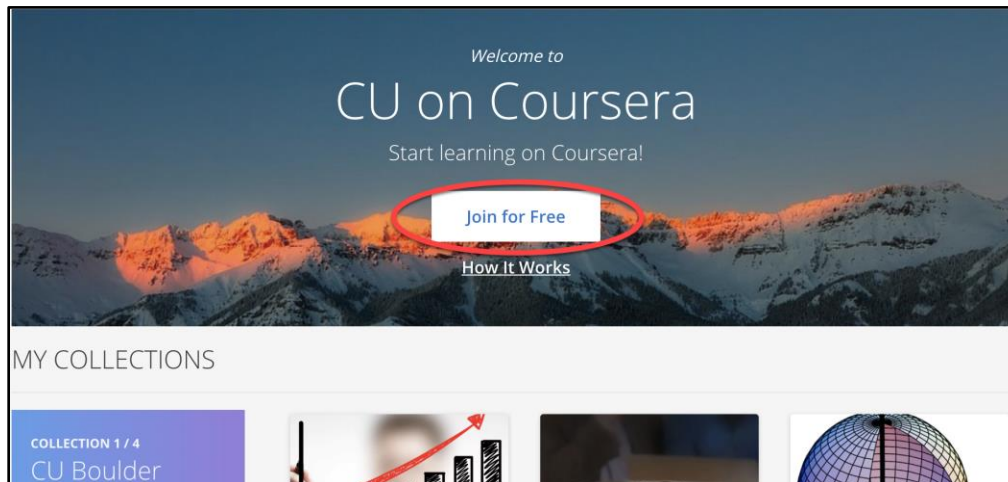 Welcome to
CU on Coursera
Start learning on Coursera!
Join for Free
How It Works
MY COLLECTIONS
COLLECTION 1 / 4
CU Boulder